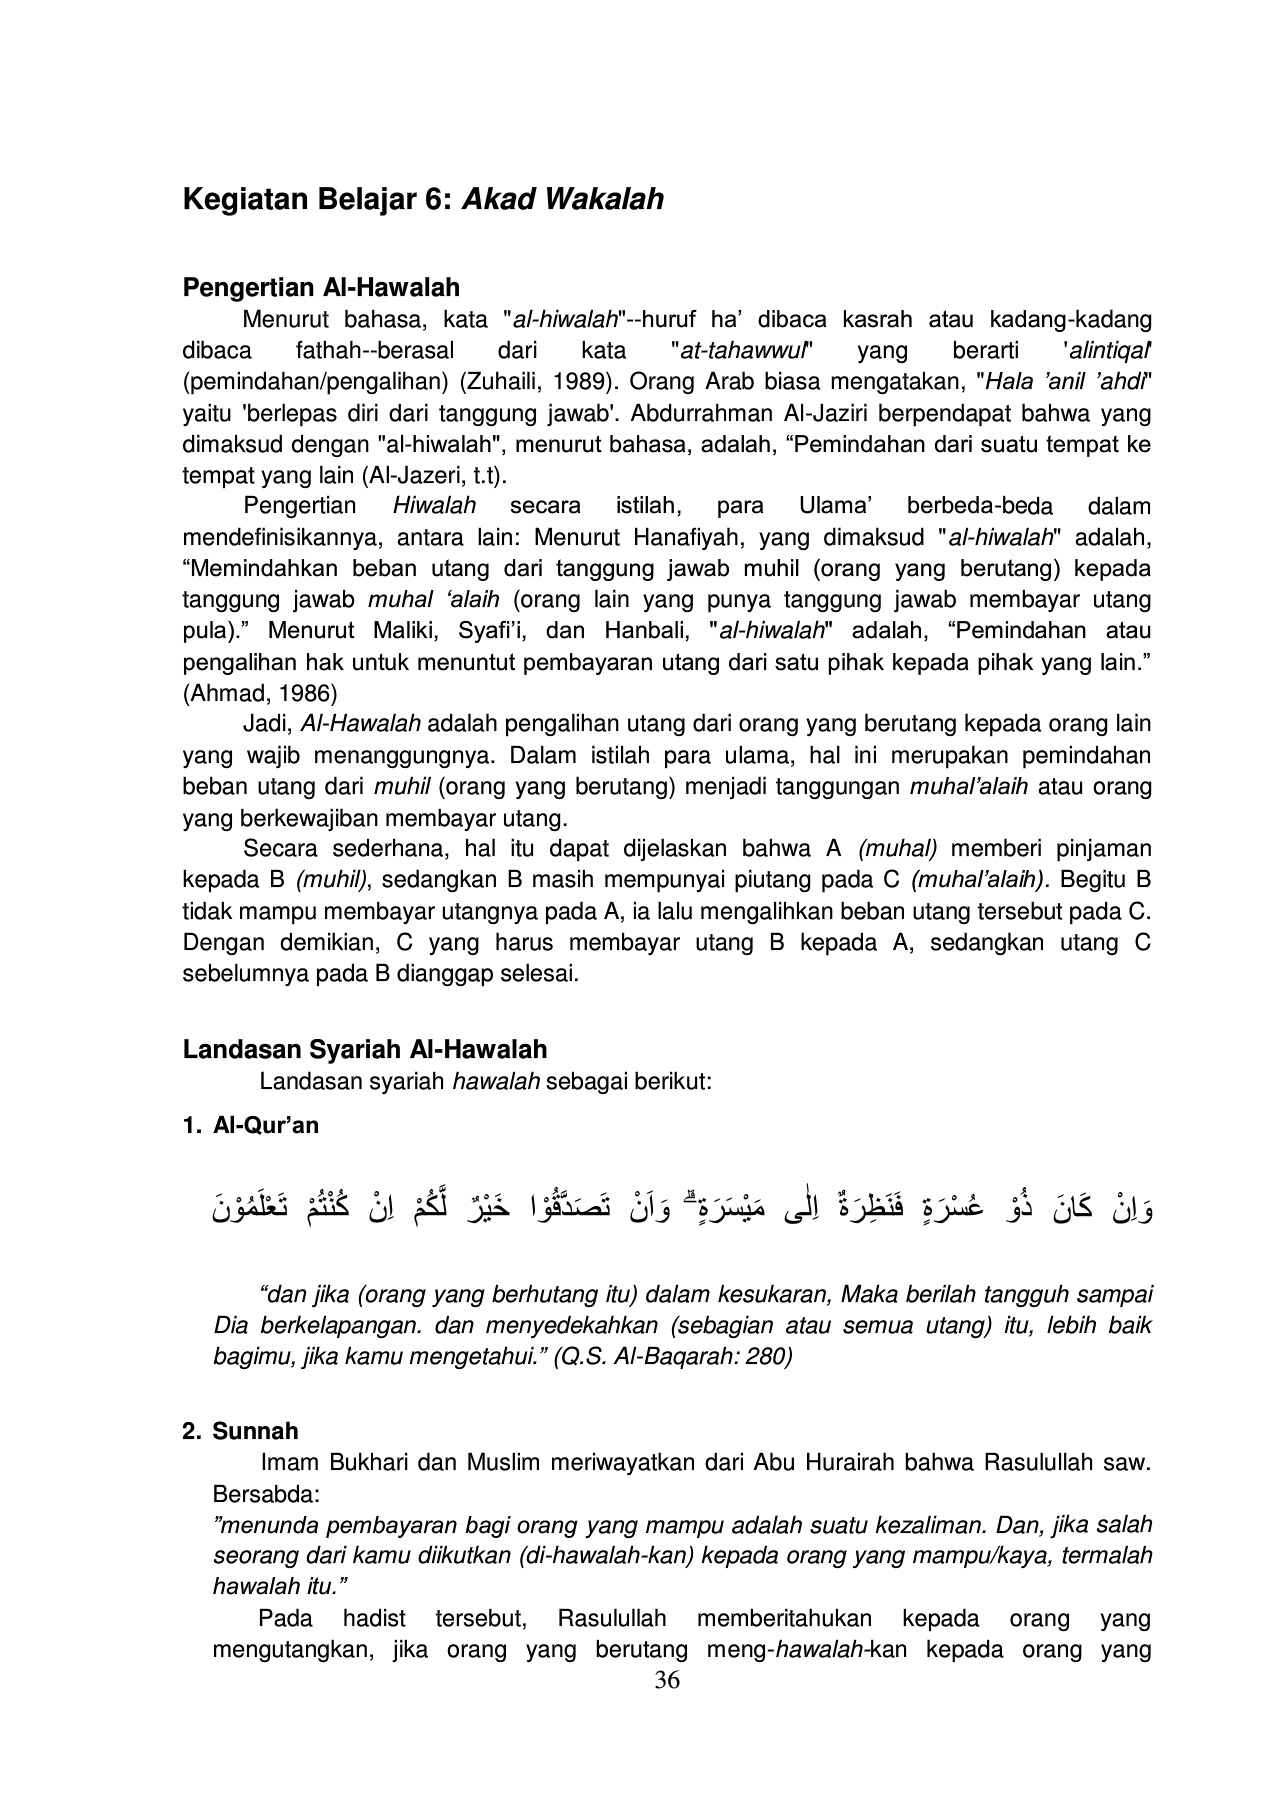 Kegiatan Belajar 6: Akad Wakalah
Pengertian Al-Hawalah
Menurut bahasa, kata "al-hiwalah"--huruf ha’ dibaca kasrah atau kadang-kadang
dibaca fathah--berasal dari kata "at-tahawwul" yang berarti 'alintiqal'
(pemindahan/pengalihan) (Zuhaili, 1989). Orang Arab biasa mengatakan, "Hala ’anil ’ahdi"
yaitu 'berlepas diri dari tanggung jawab'. Abdurrahman Al-Jaziri berpendapat bahwa yang
dimaksud dengan "al-hiwalah", menurut bahasa, adalah, “Pemindahan dari suatu tempat ke
tempat yang lain (Al-Jazeri, t.t).
Pengertian Hiwalah secara istilah, para Ulama’ berbeda-beda dalam
mendefinisikannya, antara lain: Menurut Hanafiyah, yang dimaksud "al-hiwalah" adalah,
“Memindahkan beban utang dari tanggung jawab muhil (orang yang berutang) kepada
tanggung jawab muhal ‘alaih (orang lain yang punya tanggung jawab membayar utang
pula).” Menurut Maliki, Syafi’i, dan Hanbali, "al-hiwalah" adalah, “Pemindahan atau
pengalihan hak untuk menuntut pembayaran utang dari satu pihak kepada pihak yang lain.”
(Ahmad, 1986)
Jadi, Al-Hawalah adalah pengalihan utang dari orang yang berutang kepada orang lain
yang wajib menanggungnya. Dalam istilah para ulama, hal ini merupakan pemindahan
beban utang dari muhil (orang yang berutang) menjadi tanggungan muhal’alaih atau orang
yang berkewajiban membayar utang.
Secara sederhana, hal itu dapat dijelaskan bahwa A (muhal) memberi pinjaman
kepada B (muhil), sedangkan B masih mempunyai piutang pada C (muhal’alaih). Begitu B
tidak mampu membayar utangnya pada A, ia lalu mengalihkan beban utang tersebut pada C.
Dengan demikian, C yang harus membayar utang B kepada A, sedangkan utang C
sebelumnya pada B dianggap selesai.
Landasan Syariah Al-Hawalah
Landasan syariah hawalah sebagai berikut:
1. Al-Qur’an
وَاِنْ كَانَ ذُوْ عُسْرَةٍ فَنَظِرَةٌ اِلٰى مَيْسَرَةٍ ۗ وَاَنْ تَصَدَّقُوْا خَيْرٌ لَّكُمْ اِنْ كُنْتُمْ تَعْلَمُوْنَ
“dan jika (orang yang berhutang itu) dalam kesukaran, Maka berilah tangguh sampai
Dia berkelapangan. dan menyedekahkan (sebagian atau semua utang) itu, lebih baik
bagimu, jika kamu mengetahui.” (Q.S. Al-Baqarah: 280)
2. Sunnah
Imam Bukhari dan Muslim meriwayatkan dari Abu Hurairah bahwa Rasulullah saw.
Bersabda:
”menunda pembayaran bagi orang yang mampu adalah suatu kezaliman. Dan, jika salah
seorang dari kamu diikutkan (di-hawalah-kan) kepada orang yang mampu/kaya, termalah
hawalah itu.”
Pada hadist tersebut, Rasulullah memberitahukan kepada orang yang
mengutangkan, jika orang yang berutang meng-hawalah-kan kepada orang yang
36